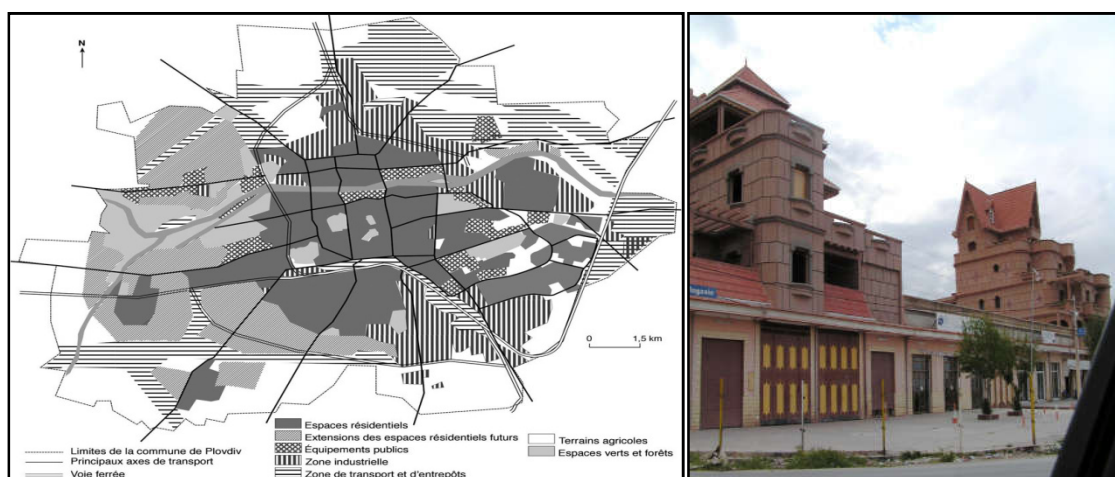 N
0 1,5 km
Limites de la commune de Plovdiv
Principaux axes de transport
Voie ferrée
Espaces résidentiels
Extensions des espaces résidentiels futurs
Équipements publics
Zone industrielle
Zone de transport et d'entrepôts
Terrains agricoles
Espaces verts et forêts